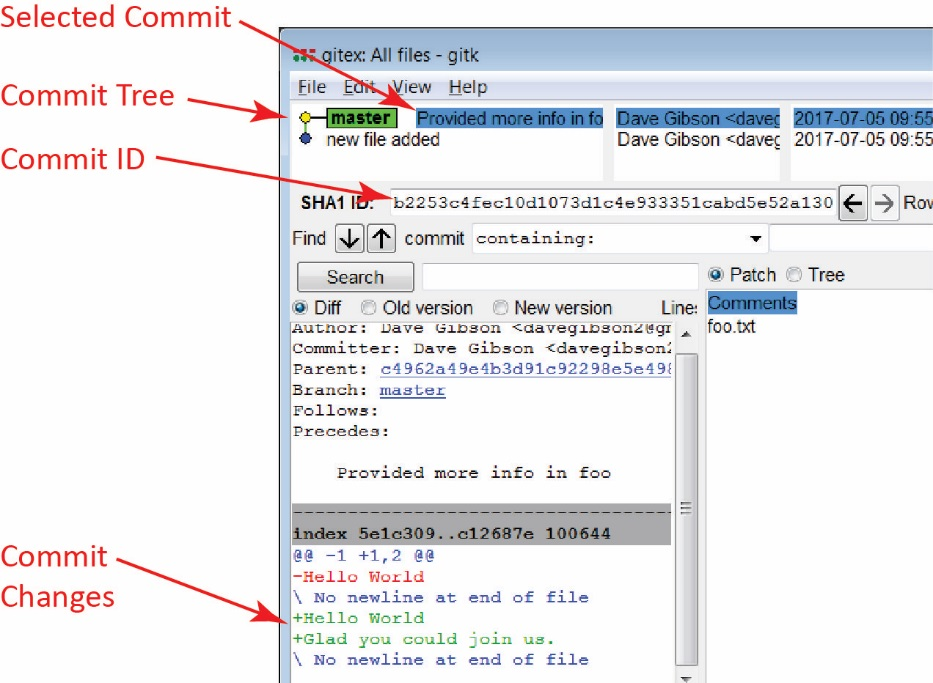 Selected Commit
gitex: All files - gitk
File Edit View Help
Commit Tree
master Provided more info in fo Dave Gibson <daveg 2017-07-05 09:55
new file added Dave Gibson <daveg 2017-07-05 09:55
Commit ID
SHA1 ID: b2253c4fec10d1073d1c4e933351cabd5e52a130 Row
Find commit containing:
Search
Patch Tree
Diff Old version New version Lines
Comments
foo.txt
Author: Dave Gibson <davegibson2@gm
Committer: Dave Gibson <davegibson2
Parent: c4962a49e4b3d91c92298e5e498
Branch: master
Follows:
Precedes:
Provided more info in foo
index 5e1c309..c12687e 100644
@@ -1 +1,2 @@
-Hello World
\ No newline at end of file
+Hello World
+Glad you could join us.
\ No newline at end of file
Commit
Changes